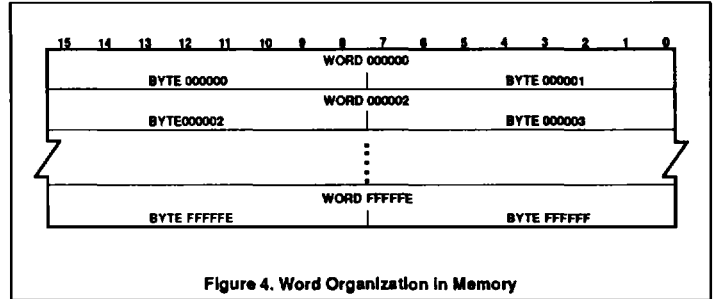 15 14 13 12 11 10 9 8 7 6 5 4 3 2 1 0
WORD 000000
BYTE 000000 BYTE 000001
WORD 000002
BYTE000002 BYTE 000003
WORD FFFFFE
BYTE FFFFFE BYTE FFFFFF
Figure 4. Word Organization in Memory